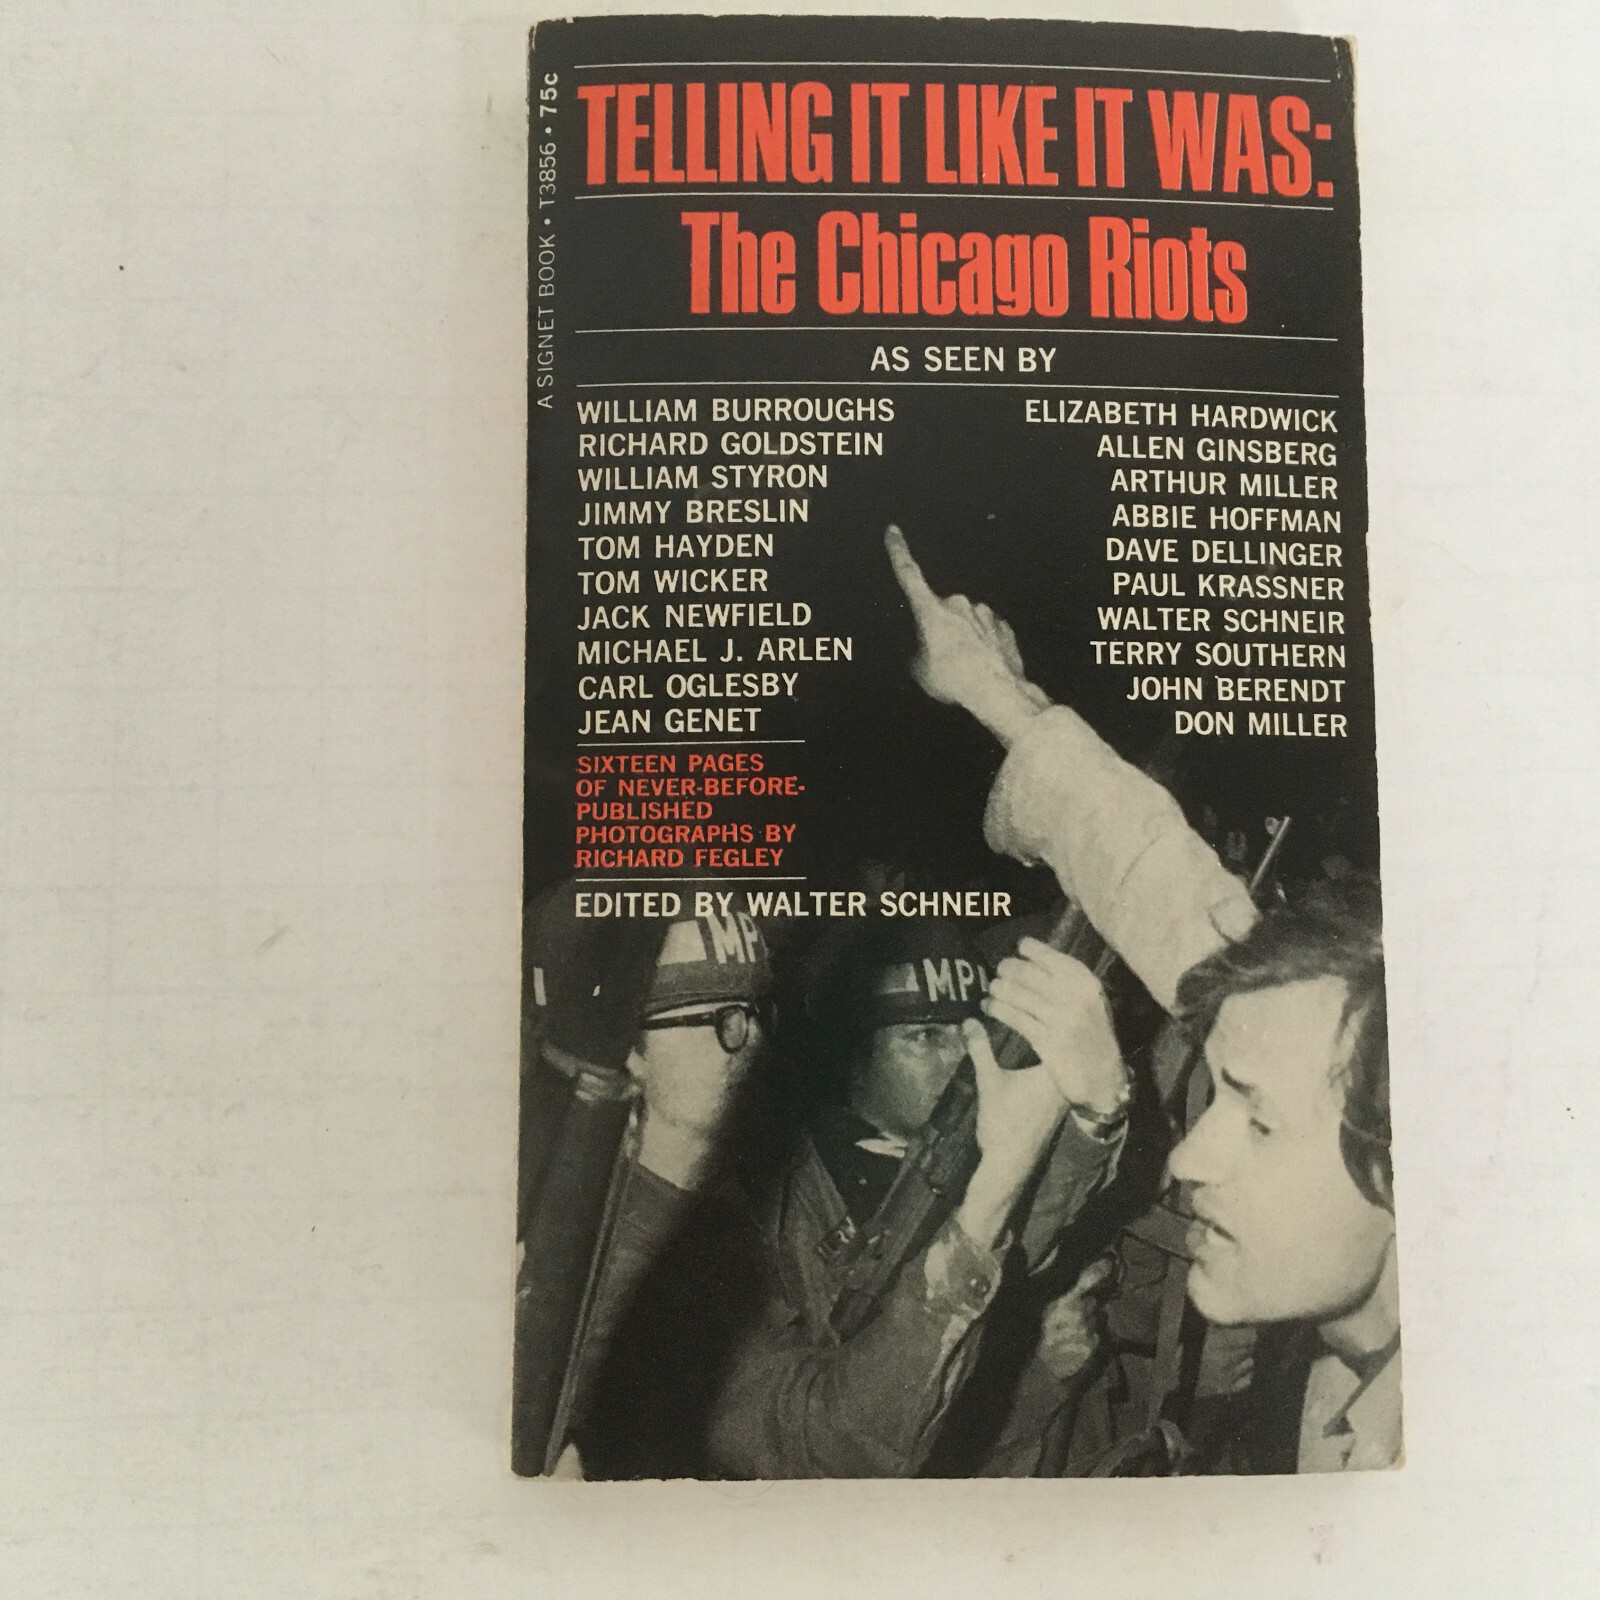 A SIGNET BOOK • T3856 • 75c
TELLING IT LIKE IT WAS:
The Chicago Riots
AS SEEN BY
WILLIAM BURROUGHS
RICHARD GOLDSTEIN
WILLIAM STYRON
JIMMY BRESLIN
TOM HAYDEN
TOM WICKER
JACK NEWFIELD
MICHAEL J. ARLEN
CARL OGLESBY
JEAN GENET
ELIZABETH HARDWICK
ALLEN GINSBERG
ARTHUR MILLER
ABBIE HOFFMAN
DAVE DELLINGER
PAUL KRASSNER
WALTER SCHNEIR
TERRY SOUTHERN
JOHN BERENDT
DON MILLER
SIXTEEN PAGES
OF NEVER-BEFORE-
PUBLISHED
PHOTOGRAPHS BY
RICHARD FEGLEY
EDITED BY WALTER SCHNEIR
MP
MP